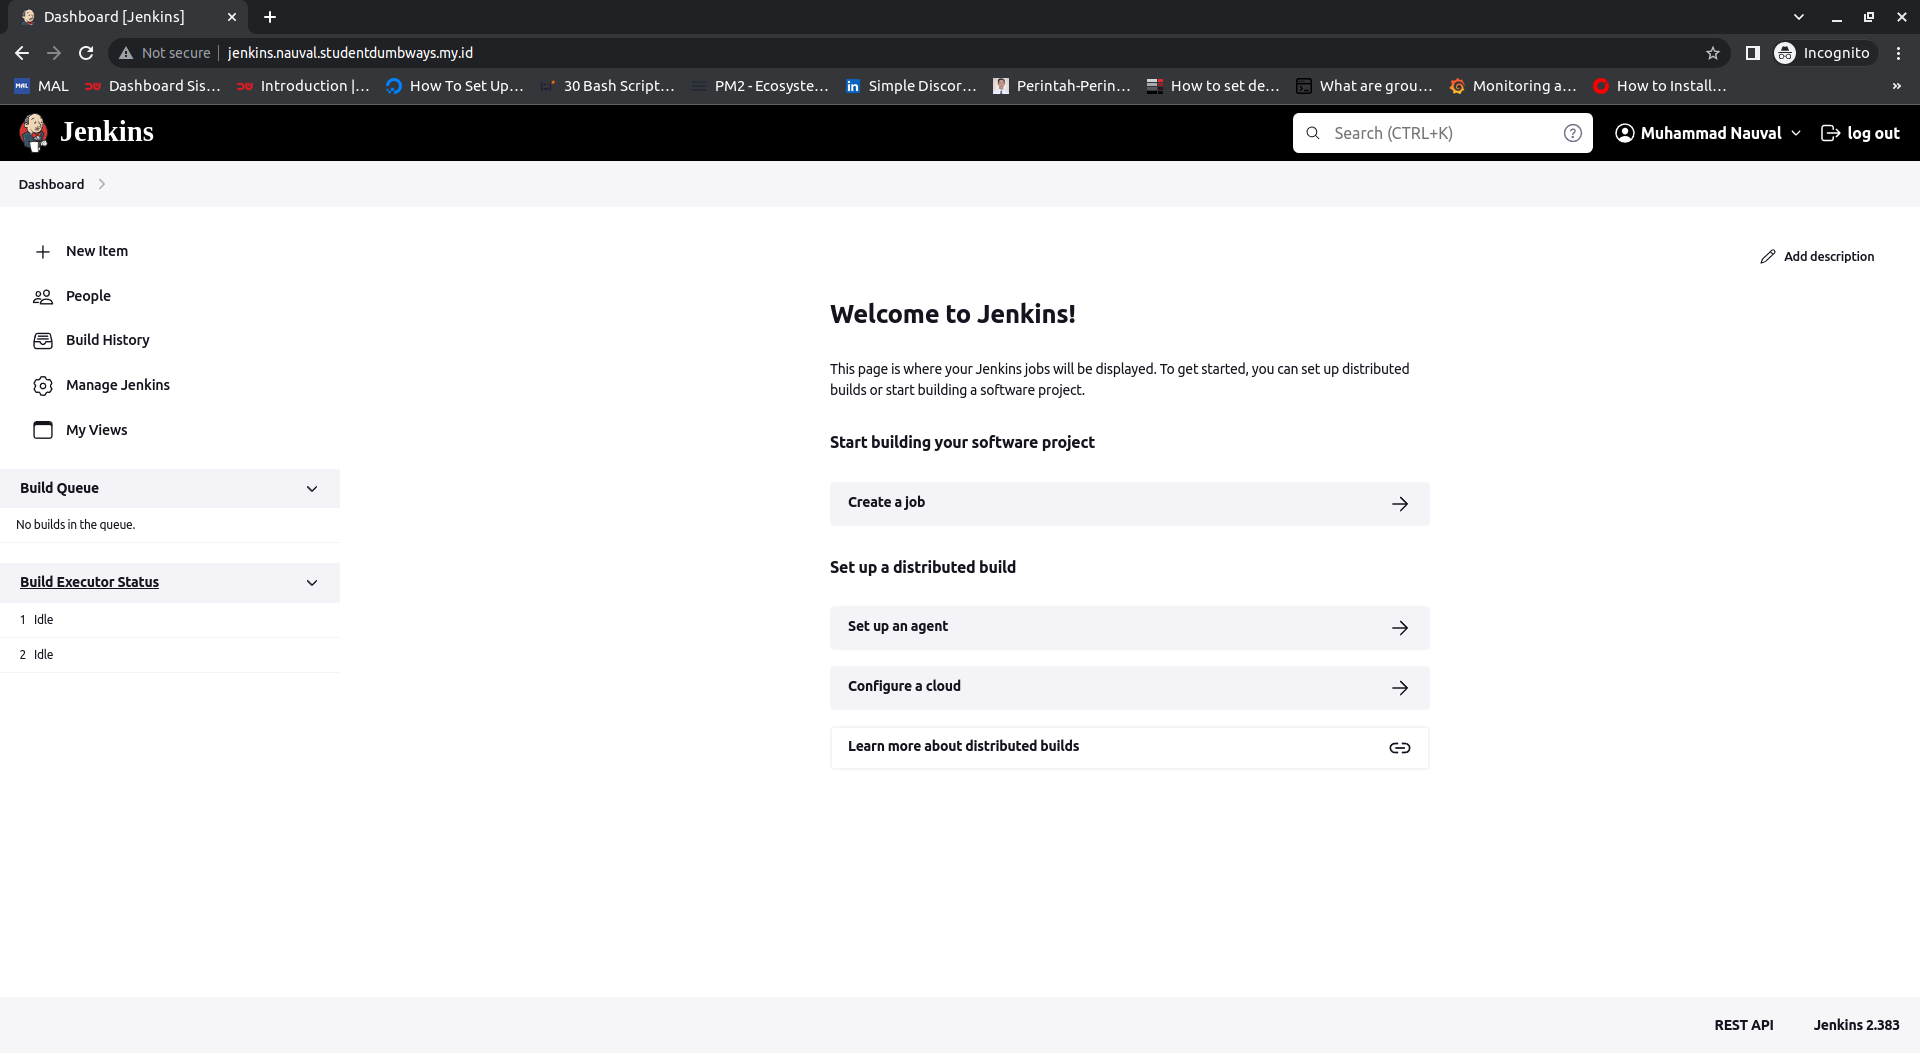 Dashboard [Jenkins]
Not secure jenkins.nauval.studentdumbways.my.id Incognito
MAL Dashboard Sis... Introduction |... How To Set Up... 30 Bash Script... PM2 - Ecosyste... Simple Discor... Perintah-Perin... How to set de... What are grou... Monitoring a... How to Install... »
Jenkins Search (CTRL+K) ? Muhammad Nauval log out
Dashboard
New Item
Add description
People
Build History
Manage Jenkins
My Views
Build Queue
No builds in the queue.
Build Executor Status
1 Idle
2 Idle
Welcome to Jenkins!
This page is where your Jenkins jobs will be displayed. To get started, you can set up distributed
builds or start building a software project.
Start building your software project
Create a job
Set up a distributed build
Set up an agent
Configure a cloud
Learn more about distributed builds
REST API Jenkins 2.383